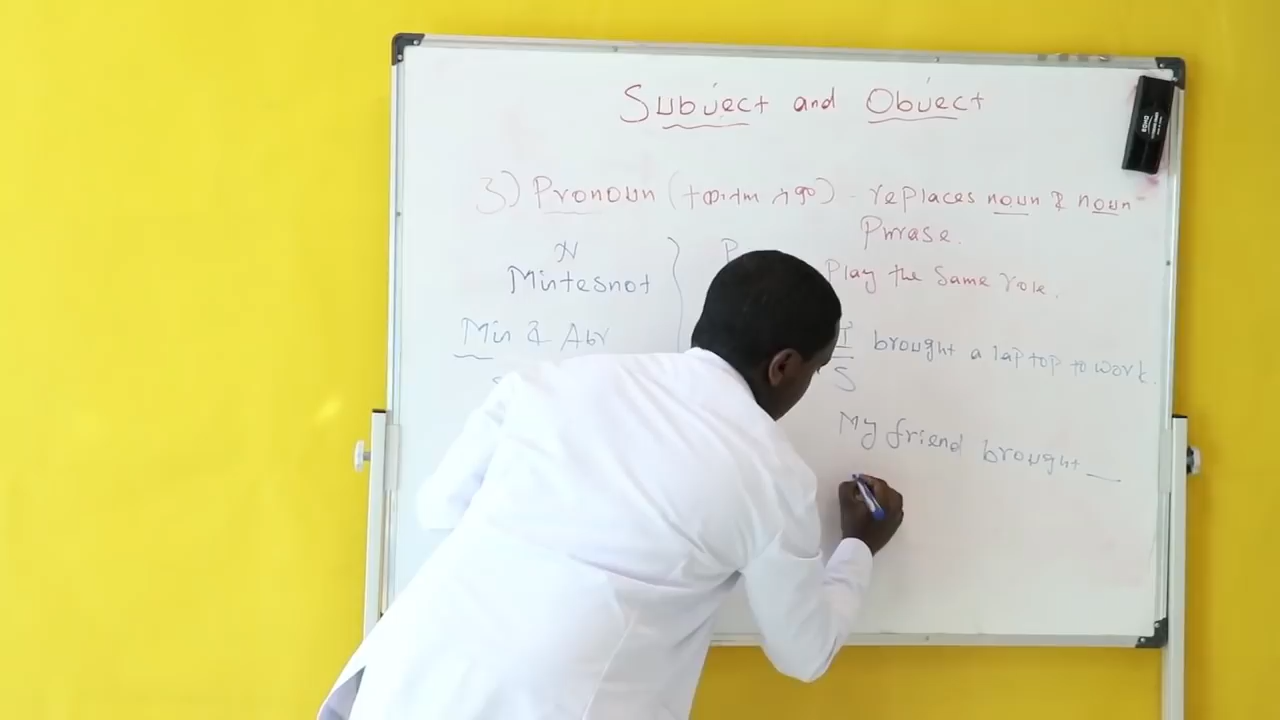 Subject and Object
3) Pronoun (ተውላጠ ስም) - replaces noun & noun-
Phrase.
N
Mintesnot
Play the same role.
Min & Abr
I brought a laptop to work.
S
My friend brought